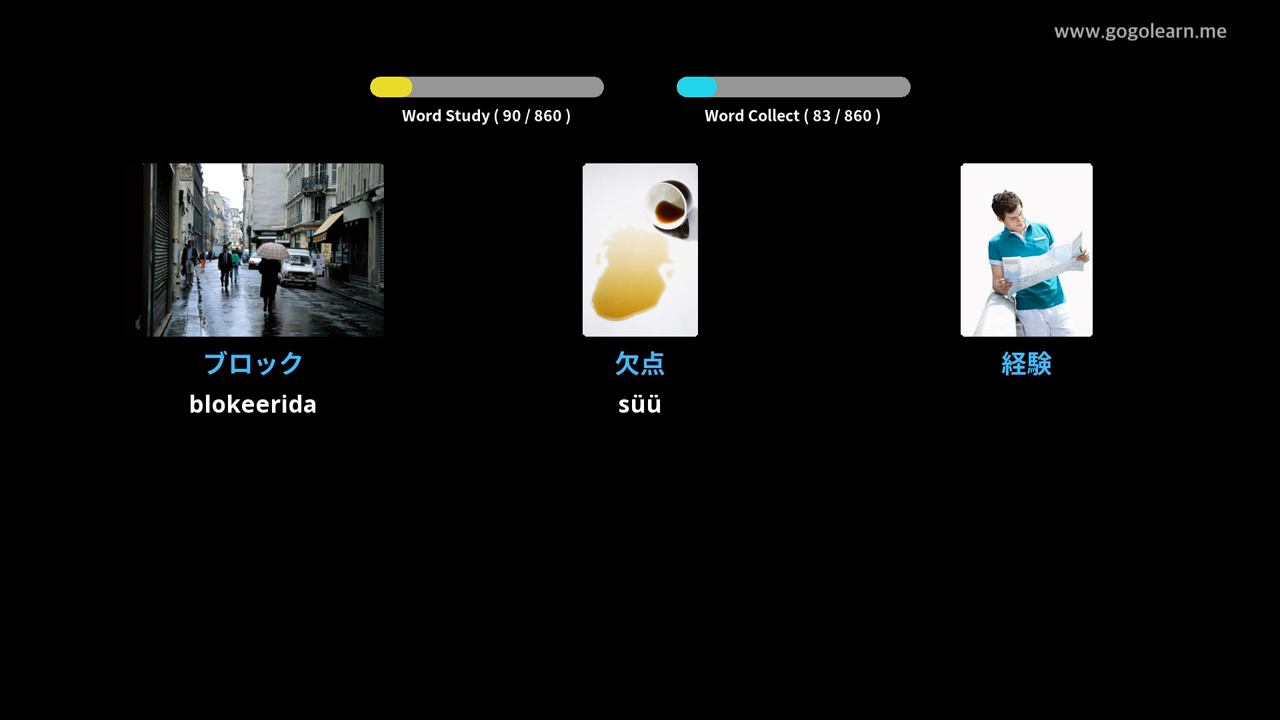 www.gogolearn.me
Word Study ( 90 / 860 )
Word Collect ( 83 / 860 )
ブロック
blokeerida
欠点
süü
経験